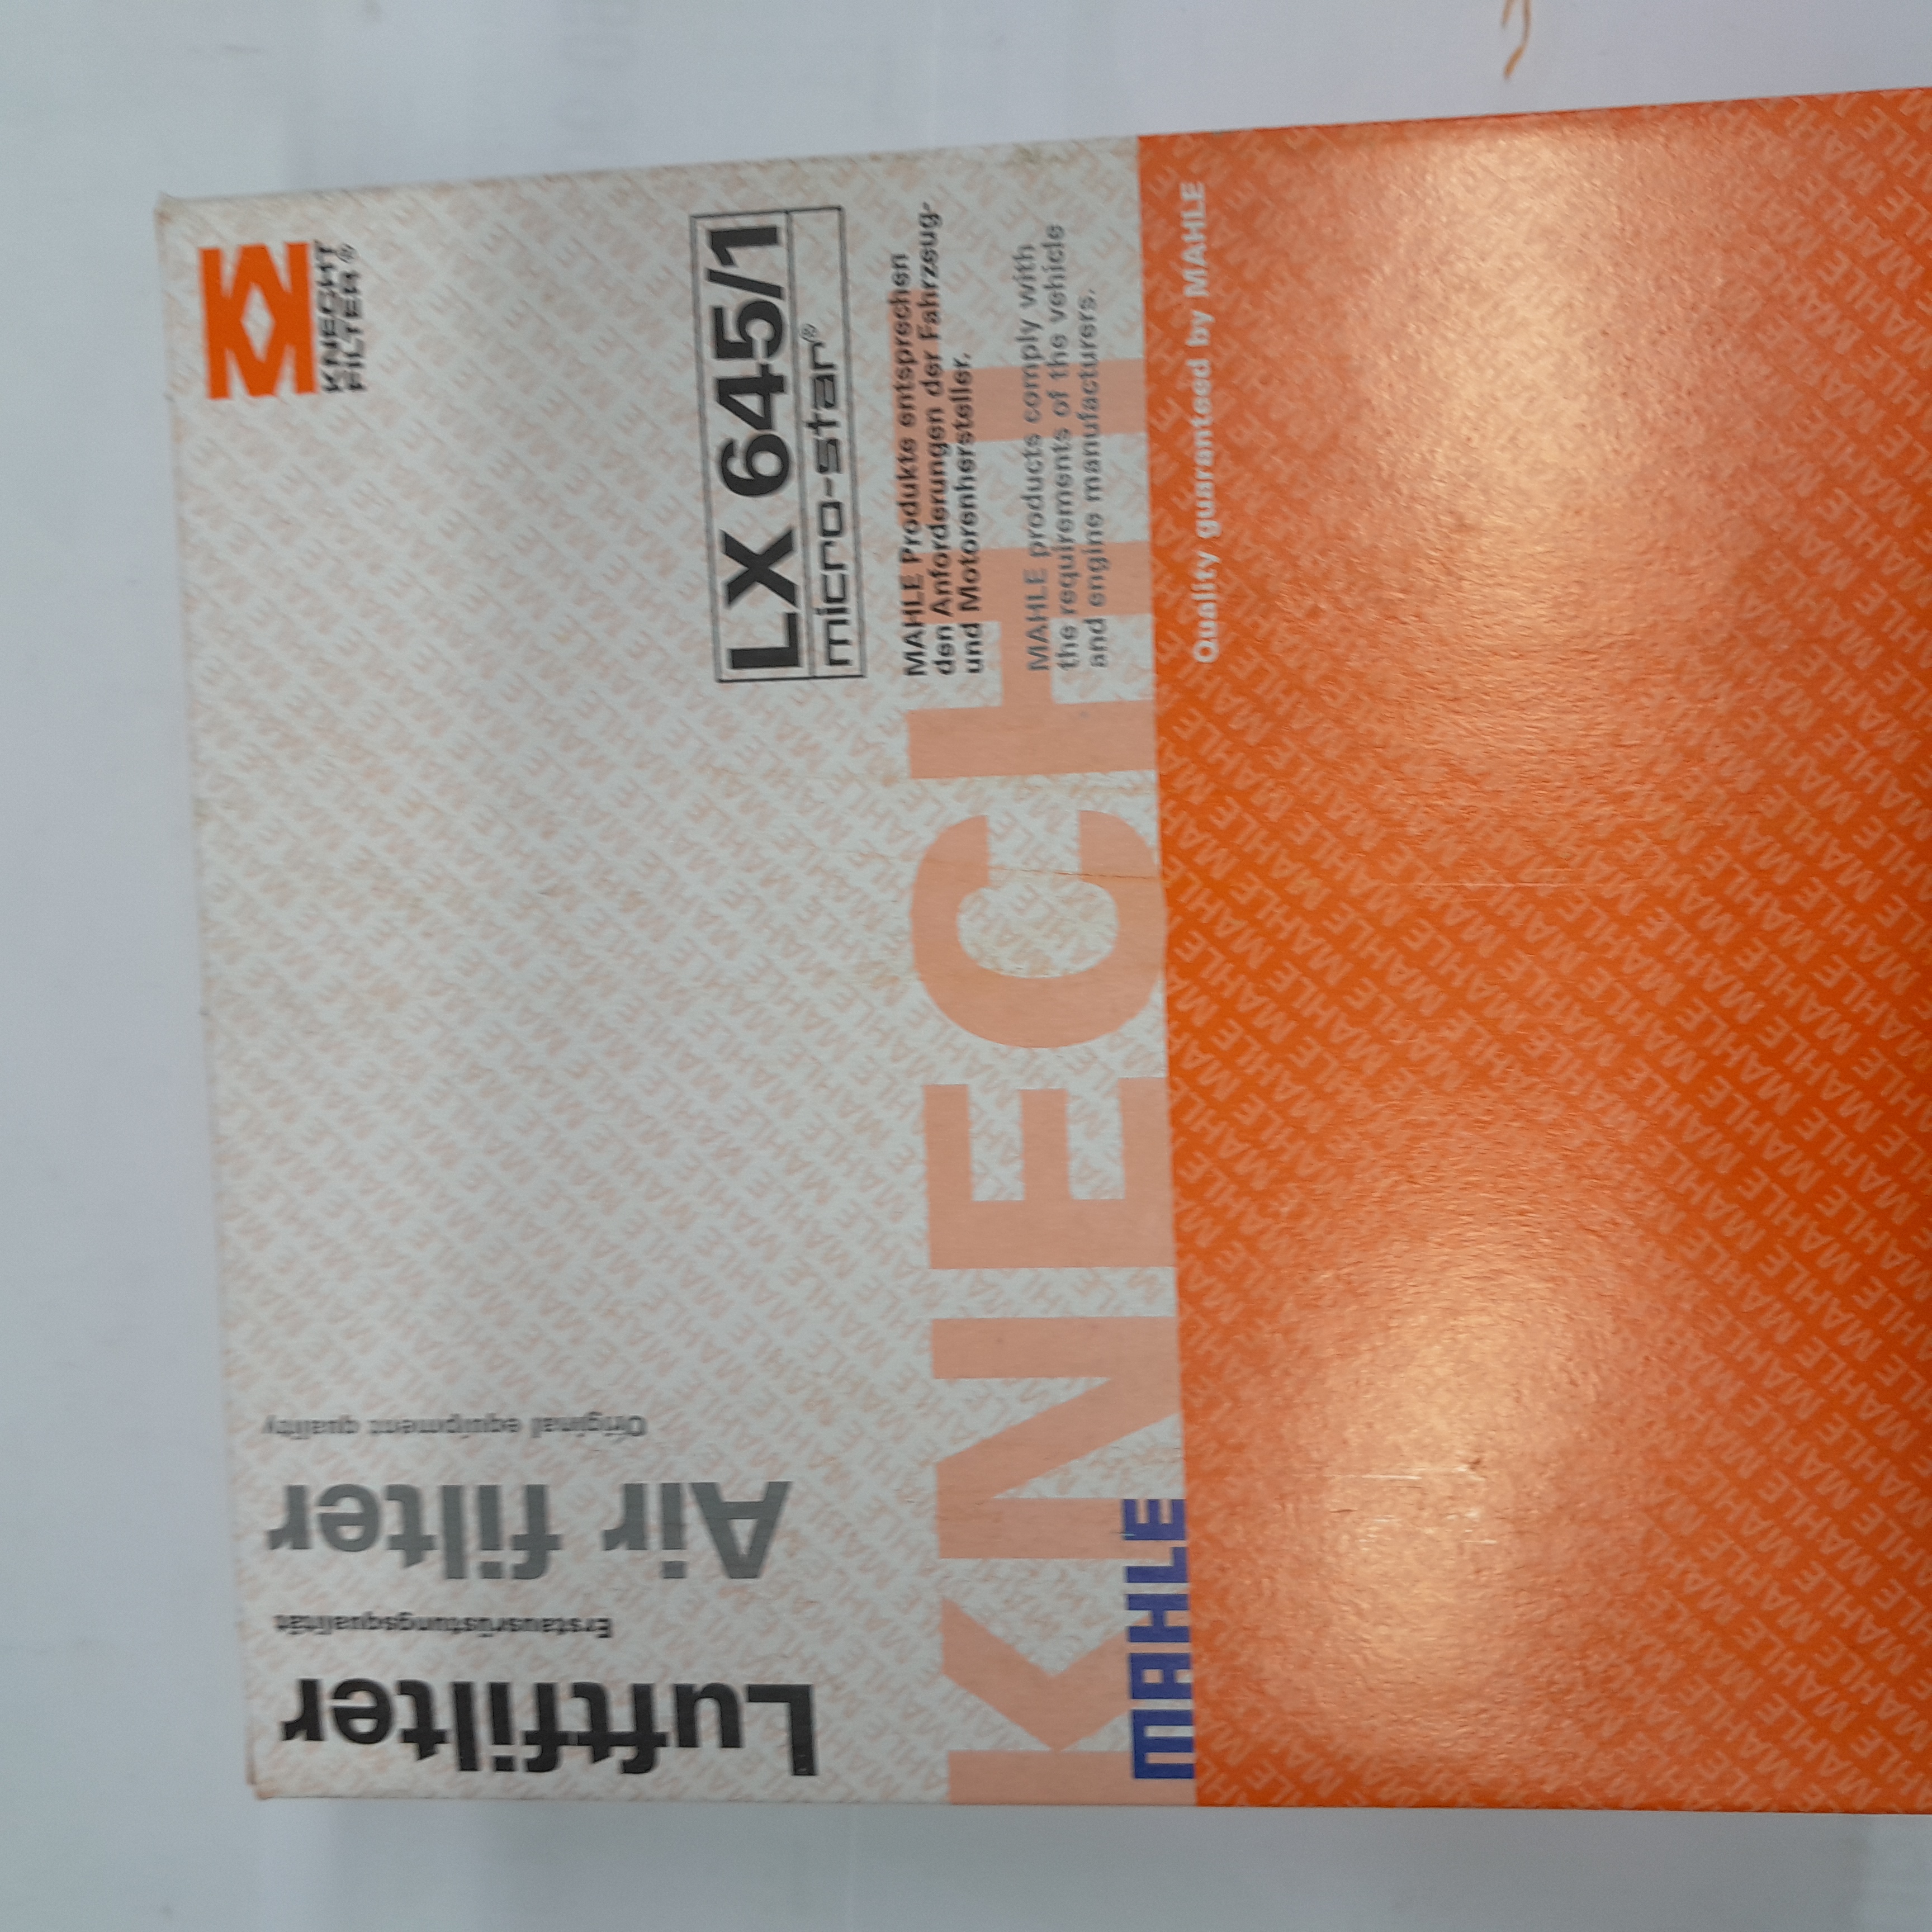 KNECHT
FILTER®
LX 645/1
micro-star®
MAHLE Produkte entsprechen
den Anforderungen der Fahrzeug-
und Motorenhersteller.
MAHLE products comply with
the requirements of the vehicle
and engine manufacturers.
KNECHT
MAHLE
Quality guaranteed by MAHLE
Luftfilter
Erstausrüstungsqualität
Air filter
Original equipment quality